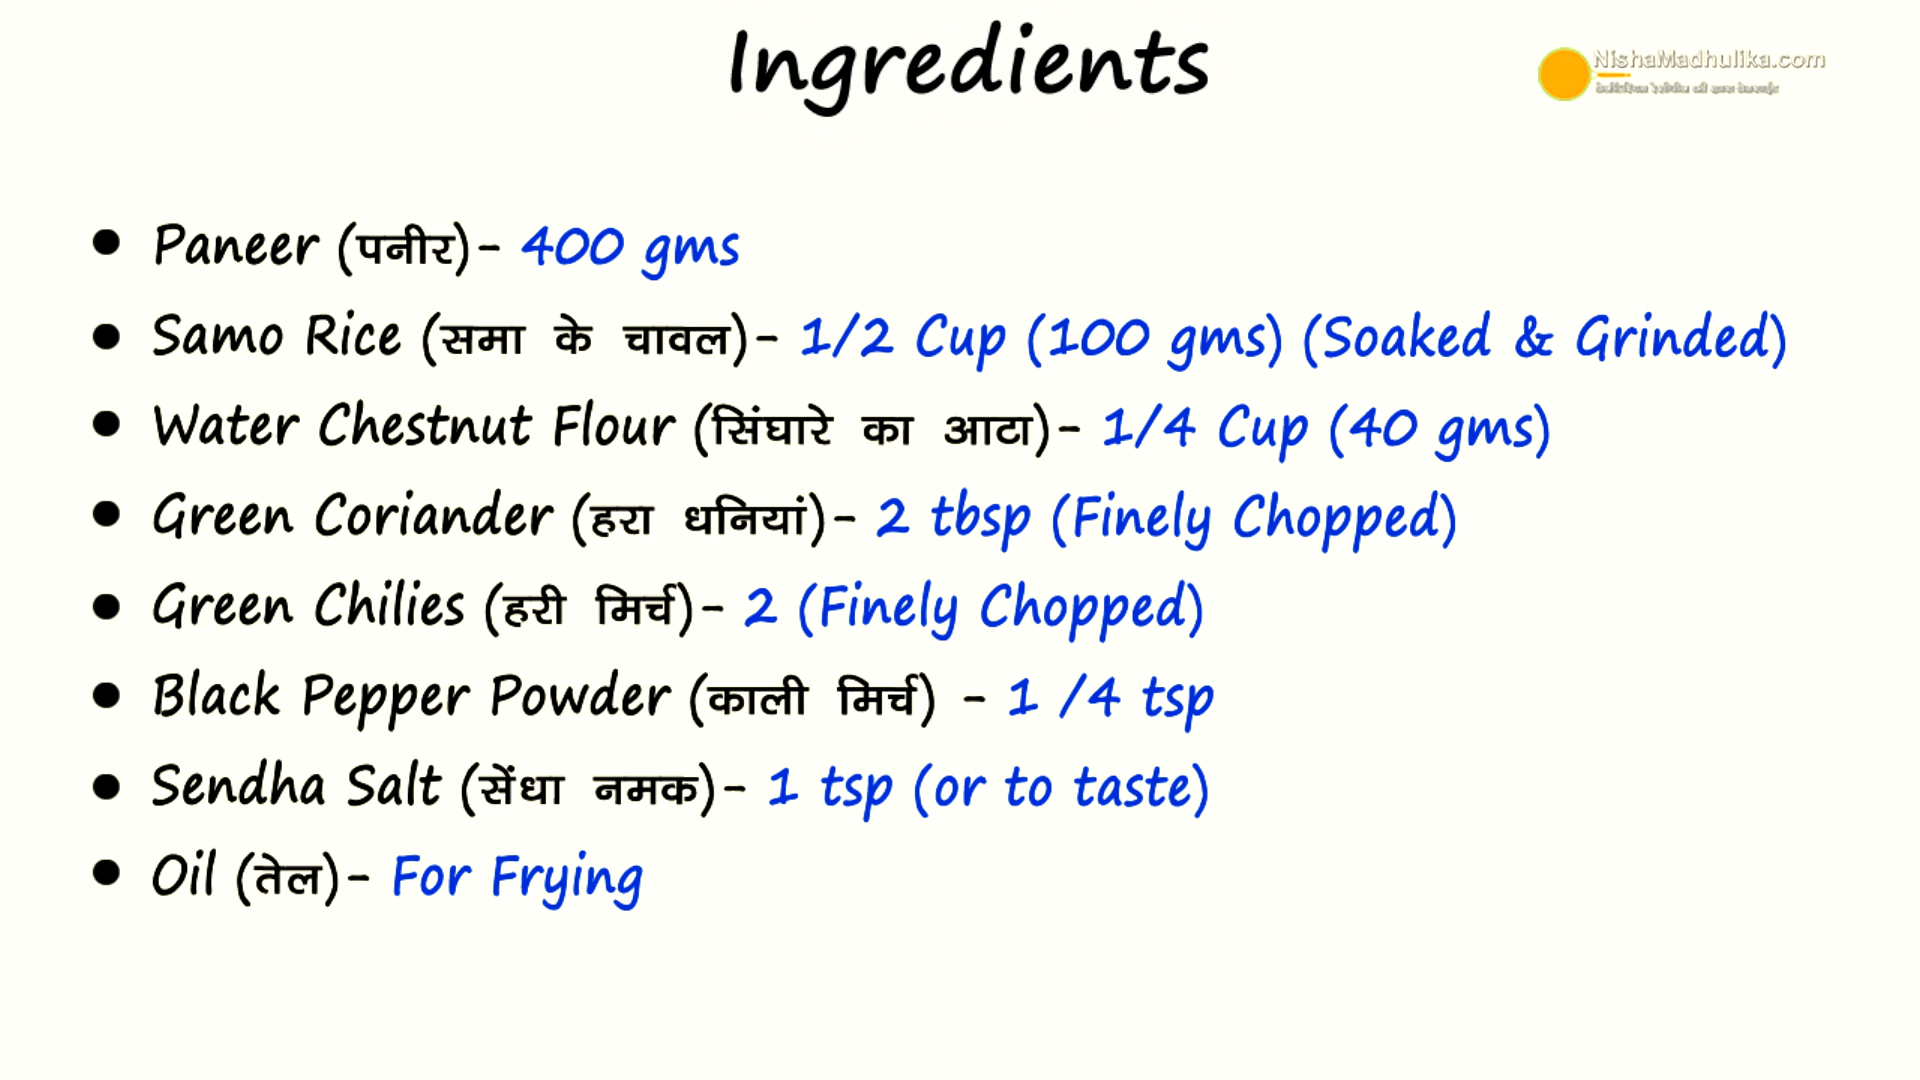 Ingredients
NishaMadhulika.com
Paneer (पनीर)- 400 gms
Samo Rice (समा के चावल)- 1/2 Cup (100 gms) (Soaked & Grinded)
Water Chestnut Flour (सिंघारे का आटा)- 1/4 Cup (40 gms)
Green Coriander (हरा धनियां)- 2 tbsp (Finely Chopped)
Green Chilies (हरी मिर्च)- 2 (Finely Chopped)
Black Pepper Powder (काली मिर्च) - 1 /4 tsp
Sendha Salt (सेंधा नमक)- 1 tsp (or to taste)
Oil (तेल)- For Frying